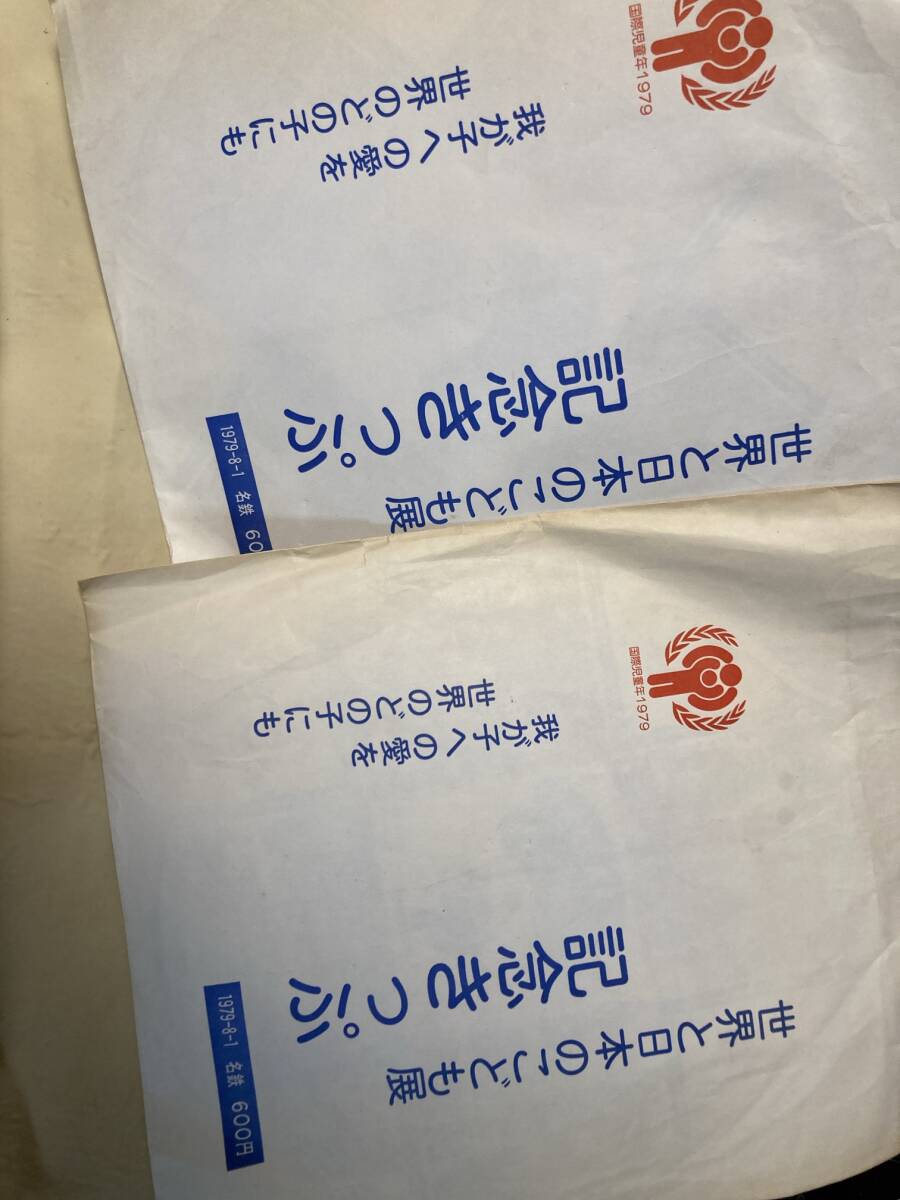 国際児童年1979
世界のどの子にも
我が子への愛を
世界と日本のこども展
記念きっぷ
1979-8-1 名鉄 60
国際児童年1979
世界のどの子にも
我が子への愛を
世界と日本のこども展
記念きっぷ
1979-8-1 名鉄 600円